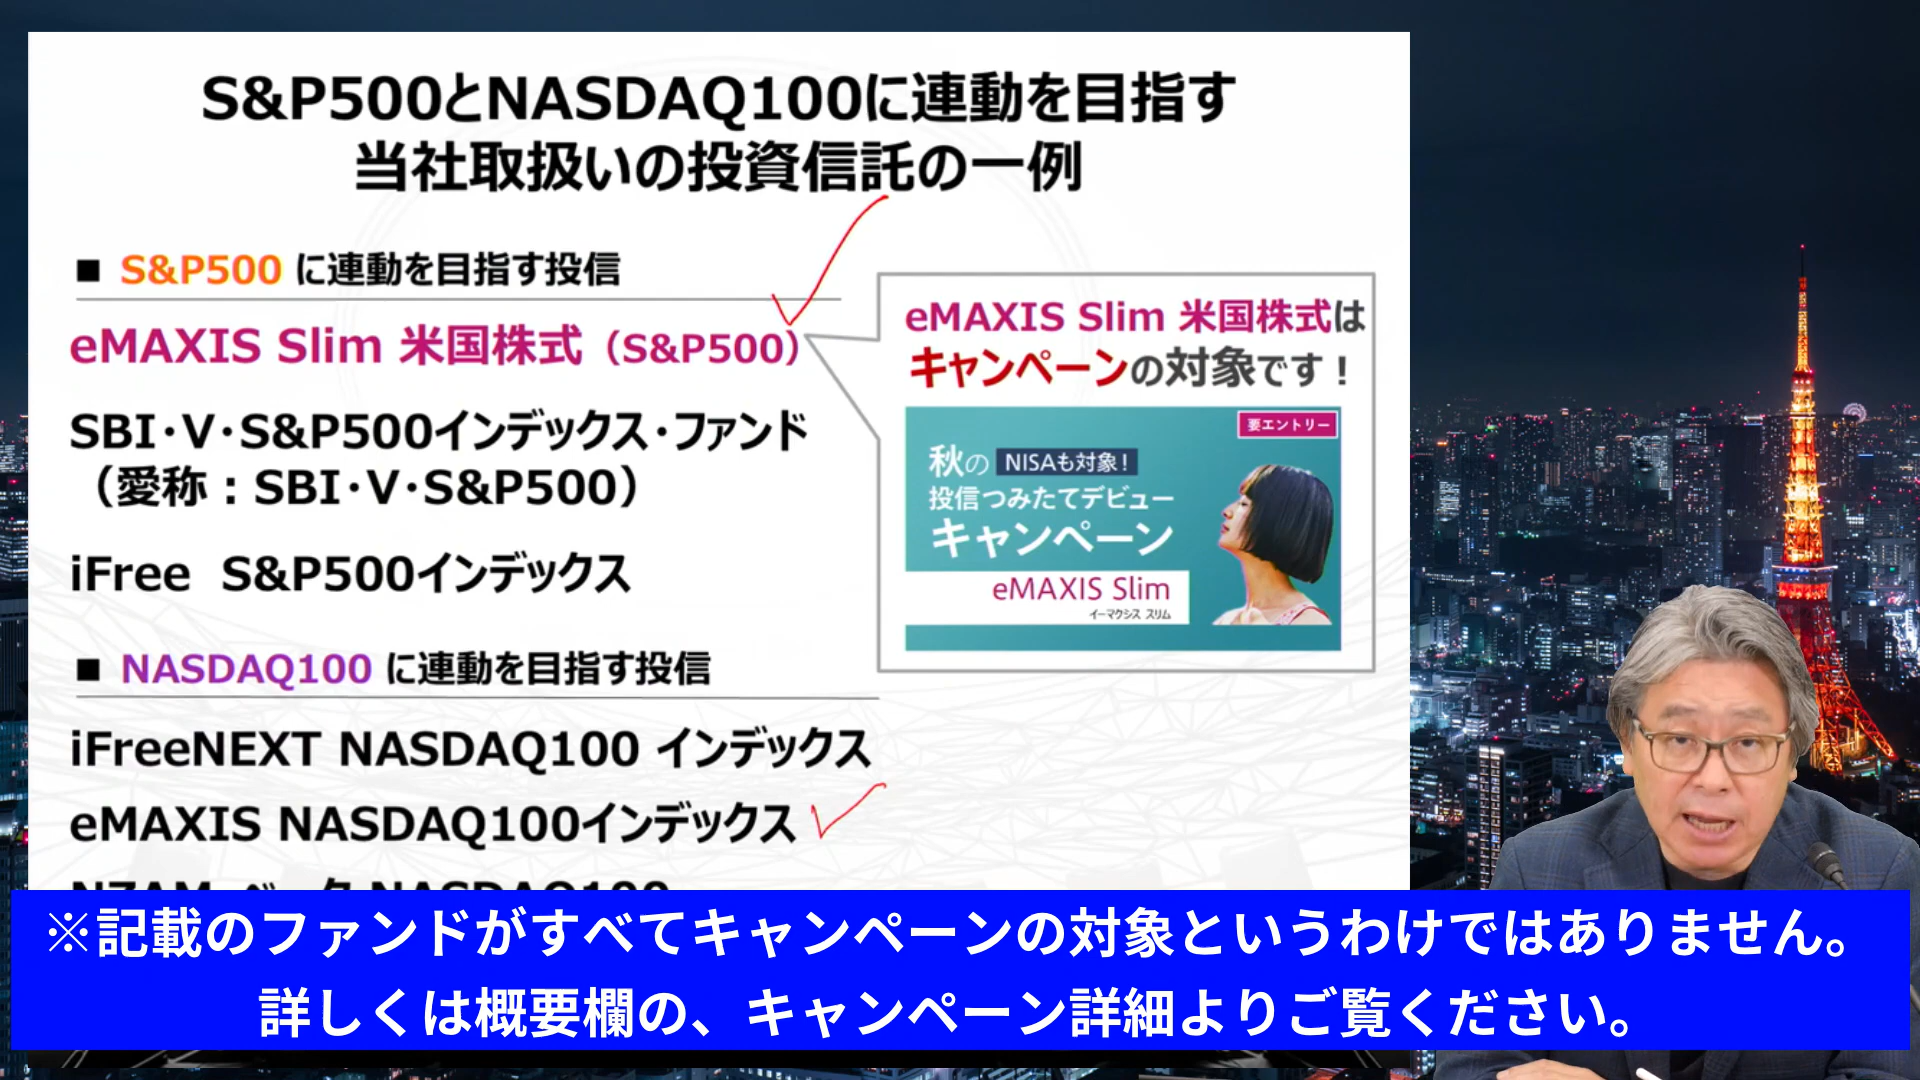 S&P500とNASDAQ100に連動を目指す
当社取扱いの投資信託の一例
■ S&P500 に連動を目指す投信
eMAXIS Slim 米国株式（S&P500）
SBI・V・S&P500インデックス・ファンド
（愛称：SBI・V・S&P500）
iFree S&P500インデックス
■ NASDAQ100 に連動を目指す投信
iFreeNEXT NASDAQ100 インデックス
eMAXIS NASDAQ100インデックス
eMAXIS Slim 米国株式は
キャンペーンの対象です！
要エントリー
秋の NISAも対象！
投信つみたてデビュー
キャンペーン
eMAXIS Slim
イーマクシス スリム
※記載のファンドがすべてキャンペーンの対象というわけではありません。
詳しくは概要欄の、キャンペーン詳細よりご覧ください。